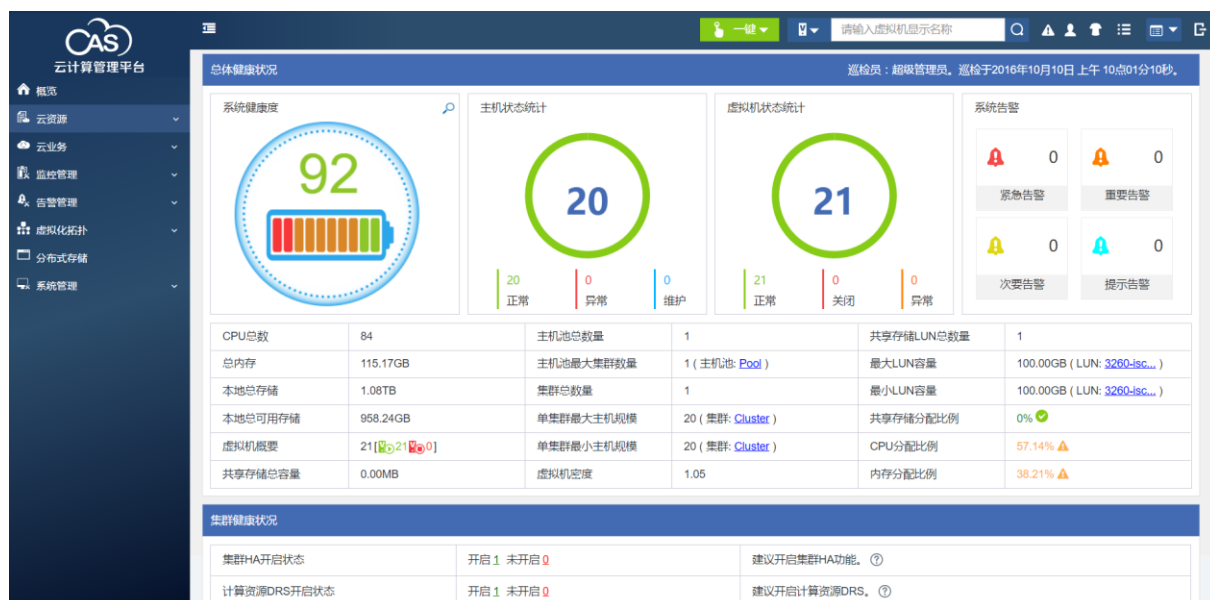 CAS
云计算管理平台
一键
请输入虚拟机显示名称
概览
云资源
云业务
监控管理
告警管理
虚拟化拓扑
分布式存储
系统管理
总体健康状况
巡检员：超级管理员。巡检于2016年10月10日 上午 10点01分10秒。
系统健康度
92
主机状态统计
20
20 正常
0 异常
0 维护
虚拟机状态统计
21
21 正常
0 关闭
0 异常
系统告警
0 紧急告警
0 重要告警
0 次要告警
0 提示告警
CPU总数 84 主机池总数量 1 共享存储LUN总数量 1
总内存 115.17GB 主机池最大集群数量 1 ( 主机池: Pool ) 最大LUN容量 100.00GB ( LUN: 3260-isc... )
本地总存储 1.08TB 集群总数量 1 最小LUN容量 100.00GB ( LUN: 3260-isc... )
本地总可用存储 958.24GB 单集群最大主机规模 20 ( 集群: Cluster ) 共享存储分配比例 0%
虚拟机概要 21[21 0] 单集群最小主机规模 20 ( 集群: Cluster ) CPU分配比例 57.14%
共享存储总容量 0.00MB 虚拟机密度 1.05 内存分配比例 38.21%
集群健康状况
集群HA开启状态 开启 1 未开启 0 建议开启集群HA功能。
计算资源DRS开启状态 开启 1 未开启 0 建议开启计算资源DRS。